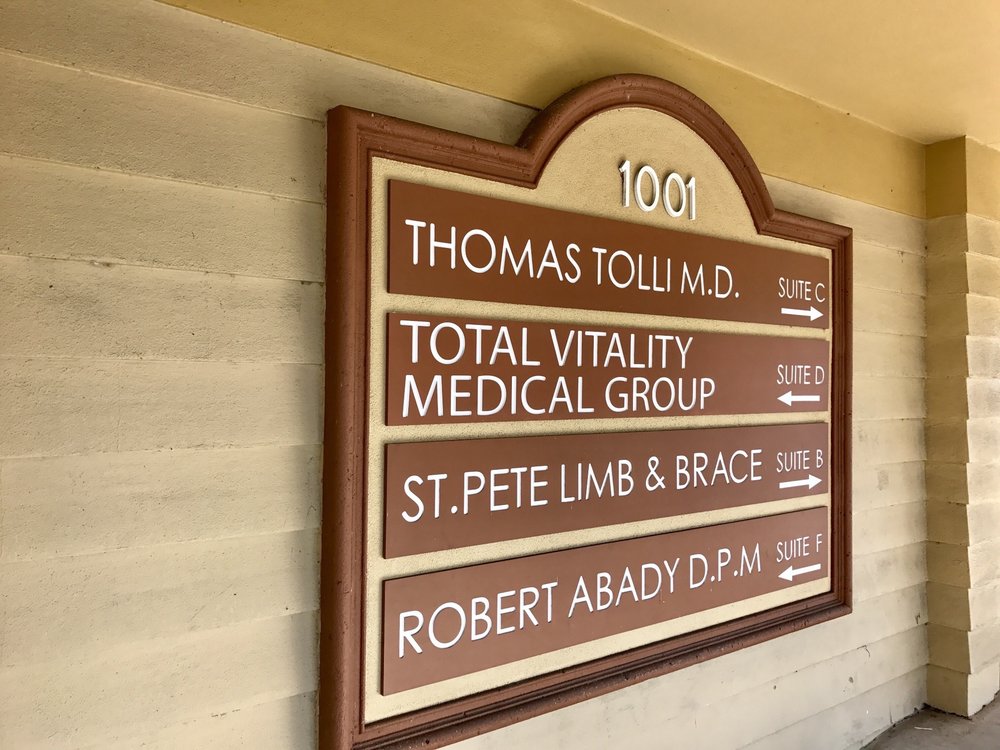 1001
THOMAS TOLLI M.D. SUITE C
TOTAL VITALITY
MEDICAL GROUP
SUITE D
ST.PETE LIMB & BRACE SUITE B
ROBERT ABADY D.P.M SUITE F